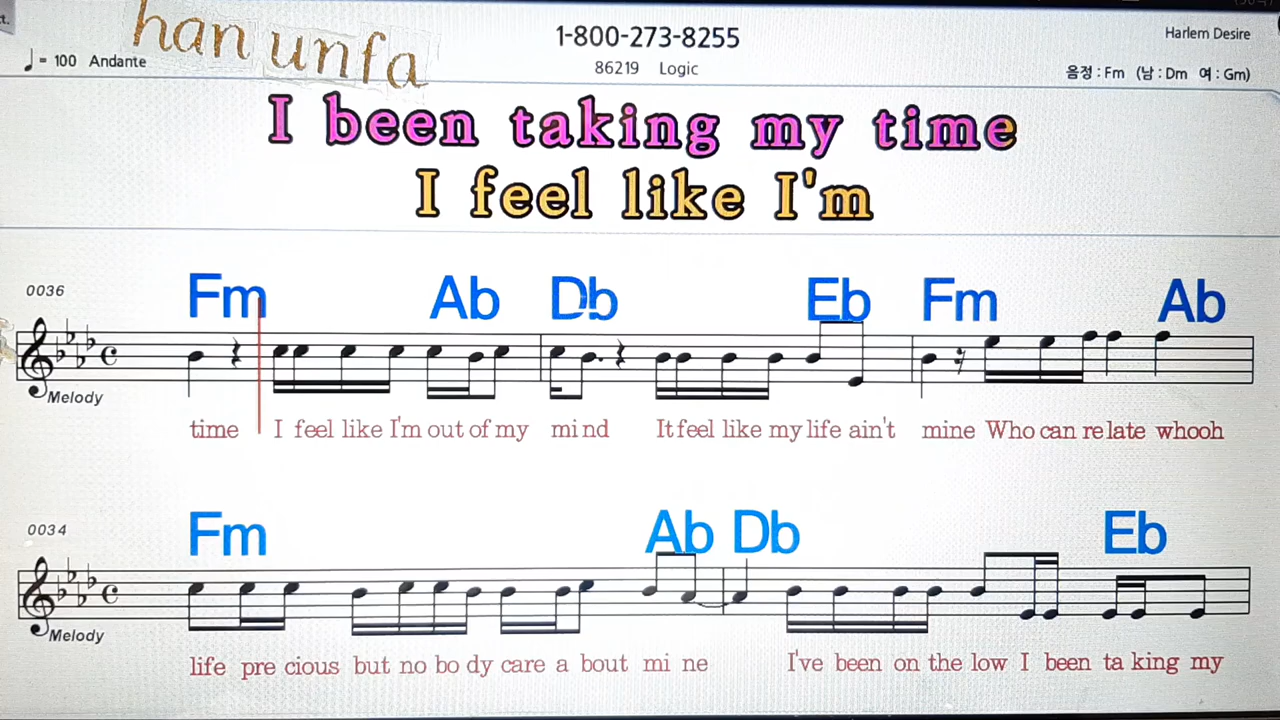 t.
han unfa
1-800-273-8255
Harlem Desire
♩= 100 Andante
86219 Logic
음정 : Fm (남 : Dm 여 : Gm)
I been taking my time
I feel like I'm
0036
Fm Ab Db Eb Fm Ab
Melody
time I feel like I'm out of my mind It feel like my life ain't mine Who can relate whooh
0034
Fm Ab Db Eb
Melody
life pre cious but no bo dy care a bout mi ne I've been on the low I been ta king my